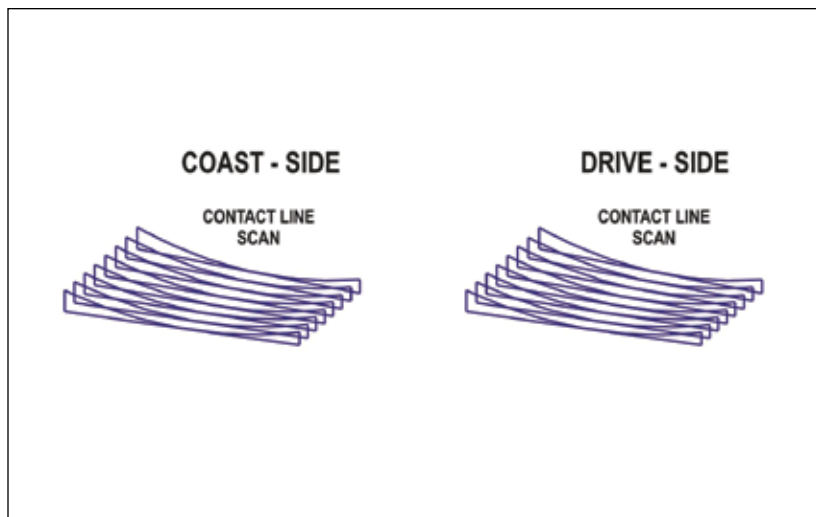 COAST - SIDE
CONTACT LINE
SCAN
DRIVE - SIDE
CONTACT LINE
SCAN